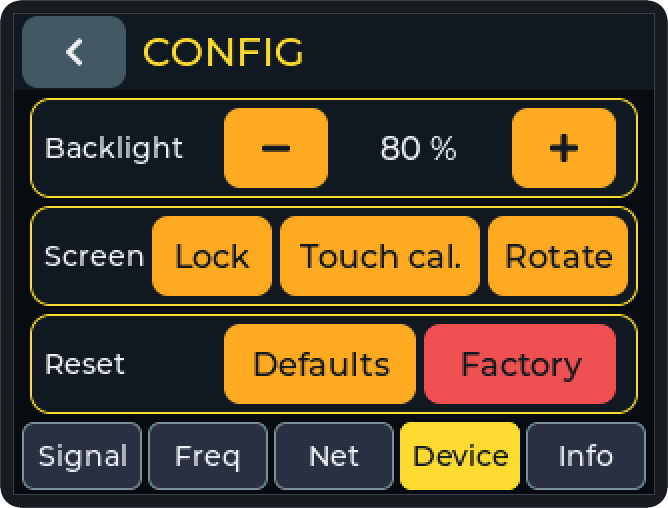 CONFIG
Backlight − 80 % +
Screen Lock Touch cal. Rotate
Reset Defaults Factory
Signal Freq Net Device Info